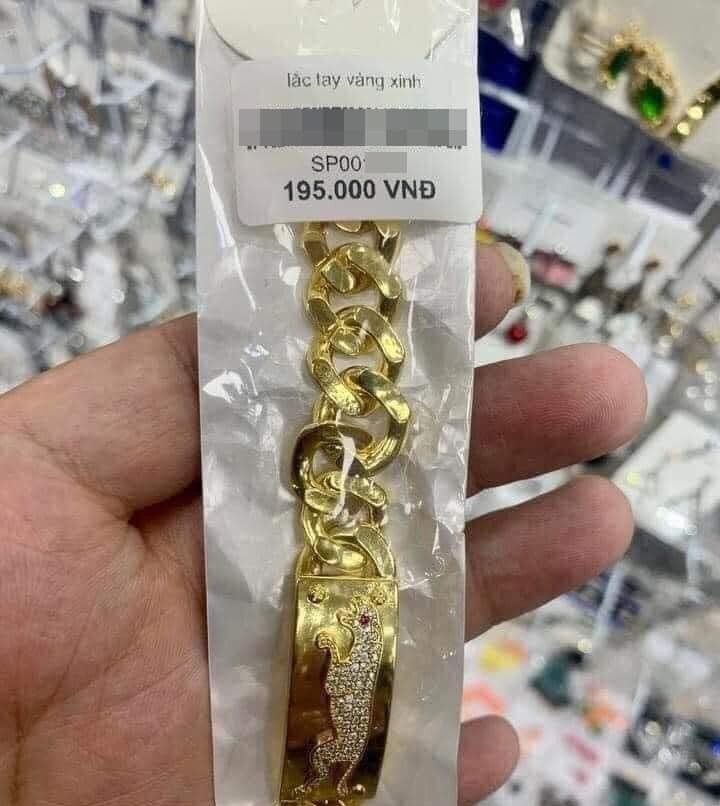 lắc tay vàng xinh
SP00
195.000 VNĐ